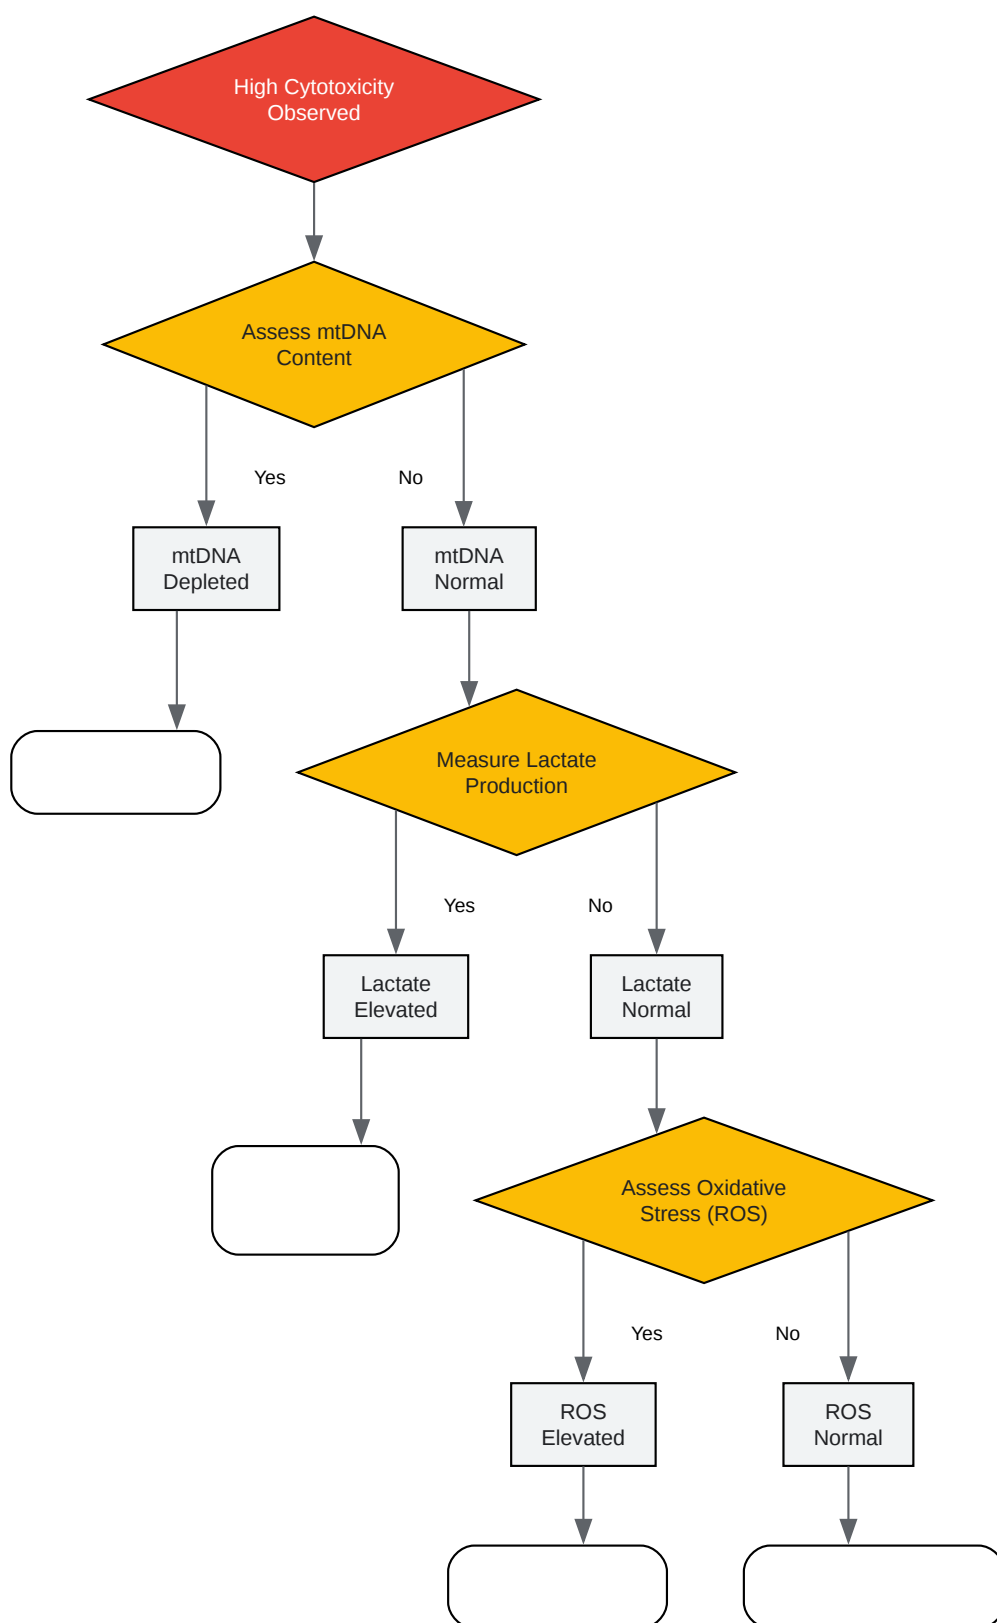 High Cytotoxicity
Observed
Assess mtDNA
Content
Yes
No
mtDNA
Depleted
mtDNA
Normal
Measure Lactate
Production
Yes
No
Lactate
Elevated
Lactate
Normal
Assess Oxidative
Stress (ROS)
Yes
No
ROS
Elevated
ROS
Normal